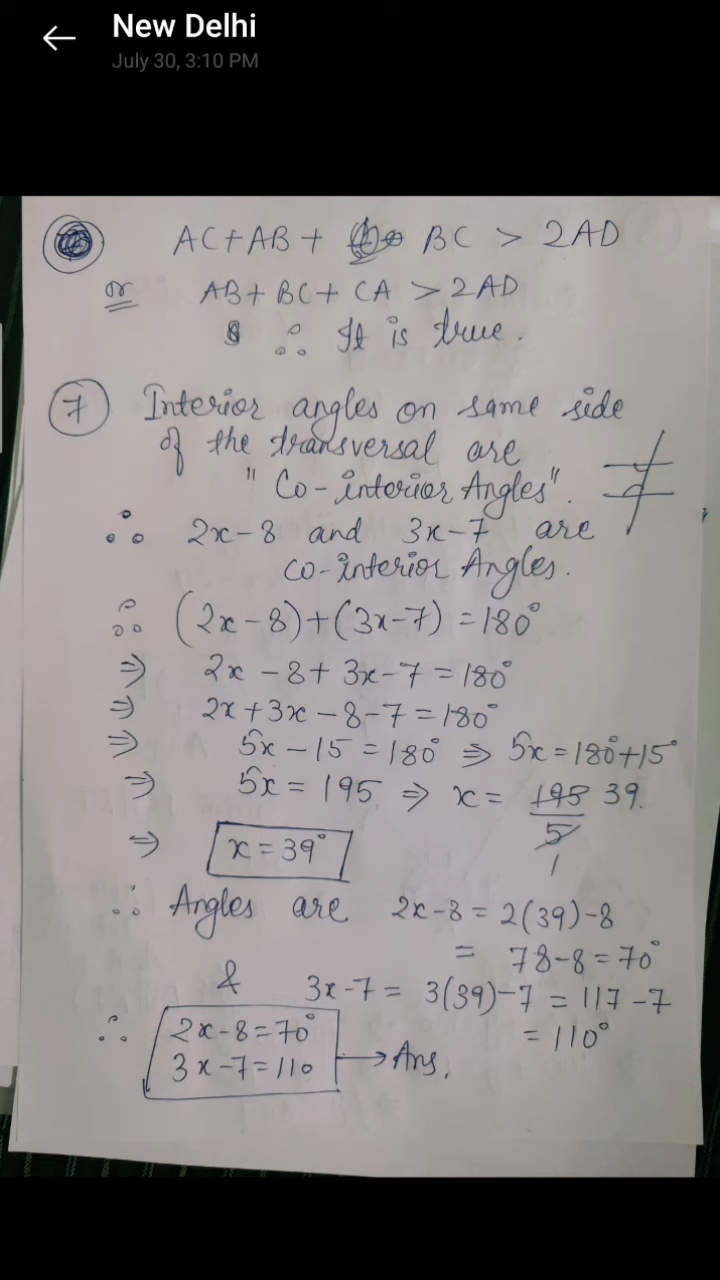 New Delhi
July 30, 3:10 PM
AC+AB + BC > 2AD
or AB+BC+CA > 2AD
∴ It is true.
7 Interior angles on same side
of the transversal are
"Co-interior Angles".
∴ 2x-8 and 3x-7 are
co-interior Angles.
∴ (2x-8)+(3x-7) = 180°
⇒ 2x-8+3x-7 = 180°
⇒ 2x+3x-8-7 = 180°
⇒ 5x-15 = 180° ⇒ 5x = 180°+15°
⇒ 5x = 195 ⇒ x = 195 39.
5
1
⇒ x = 39°
∴ Angles are 2x-8 = 2(39)-8
= 78-8 = 70°
& 3x-7 = 3(39)-7 = 117-7
= 110°
∴ 2x-8 = 70°
3x-7 = 110 → Ans.